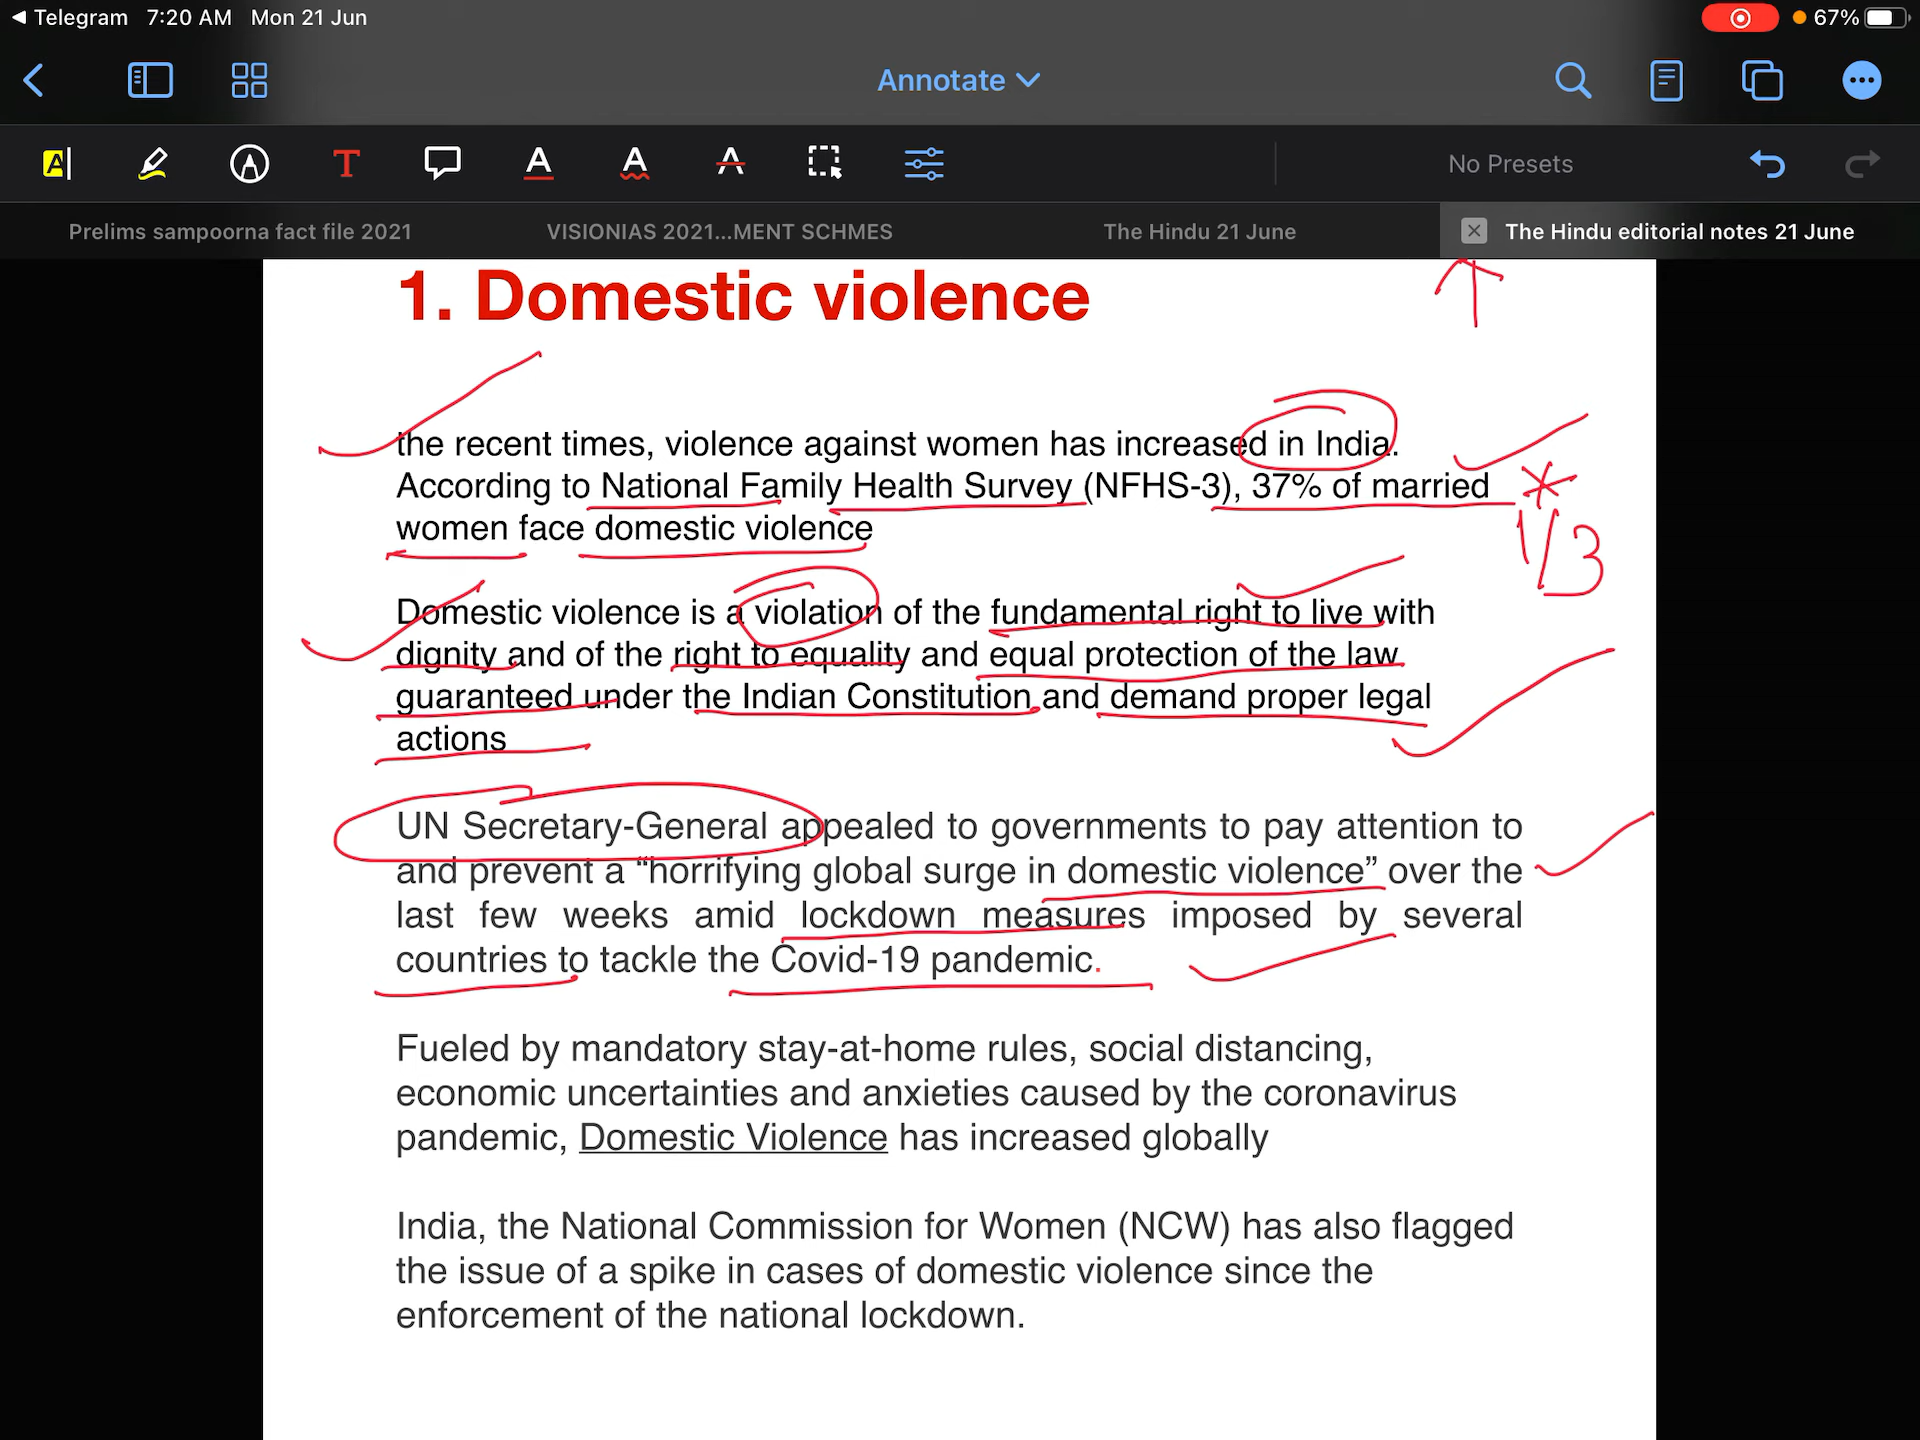 Telegram 7:20 AM Mon 21 Jun 67%
Annotate
No Presets
Prelims sampoorna fact file 2021 VISIONIAS 2021...MENT SCHMES The Hindu 21 June The Hindu editorial notes 21 June
1. Domestic violence
the recent times, violence against women has increased in India.
According to National Family Health Survey (NFHS-3), 37% of married
women face domestic violence
1/3
Domestic violence is a violation of the fundamental right to live with
dignity and of the right to equality and equal protection of the law
guaranteed under the Indian Constitution and demand proper legal
actions
UN Secretary-General appealed to governments to pay attention to
and prevent a “horrifying global surge in domestic violence” over the
last few weeks amid lockdown measures imposed by several
countries to tackle the Covid-19 pandemic.
Fueled by mandatory stay-at-home rules, social distancing,
economic uncertainties and anxieties caused by the coronavirus
pandemic, Domestic Violence has increased globally
India, the National Commission for Women (NCW) has also flagged
the issue of a spike in cases of domestic violence since the
enforcement of the national lockdown.